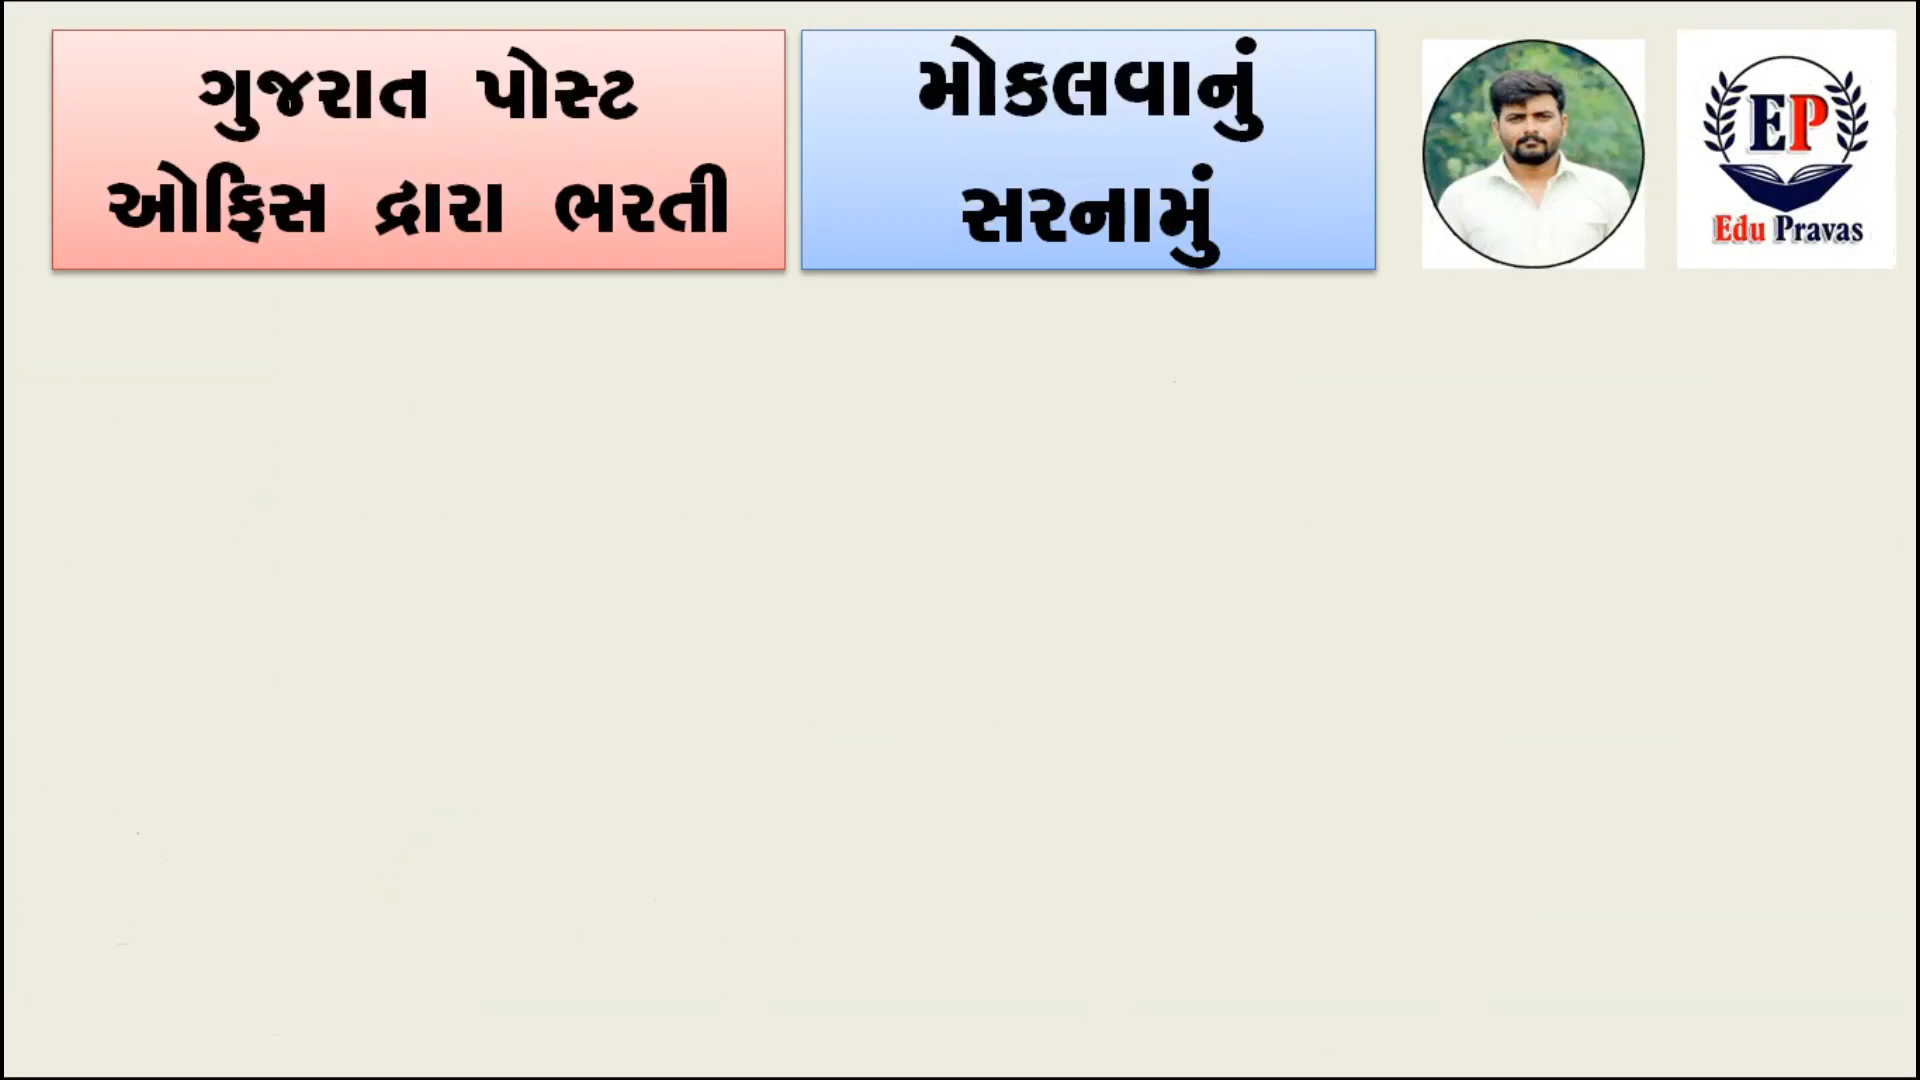 ગુજરાત પોસ્ટ
ઓફિસ દ્રારા ભરતી
મોકલવાનું
સરનામું
EP
Edu Pravas